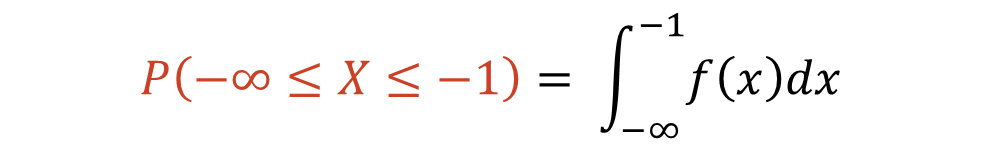 P(−∞ ≤ X ≤ −1) = ∫_{−∞}^{−1} f(x)dx